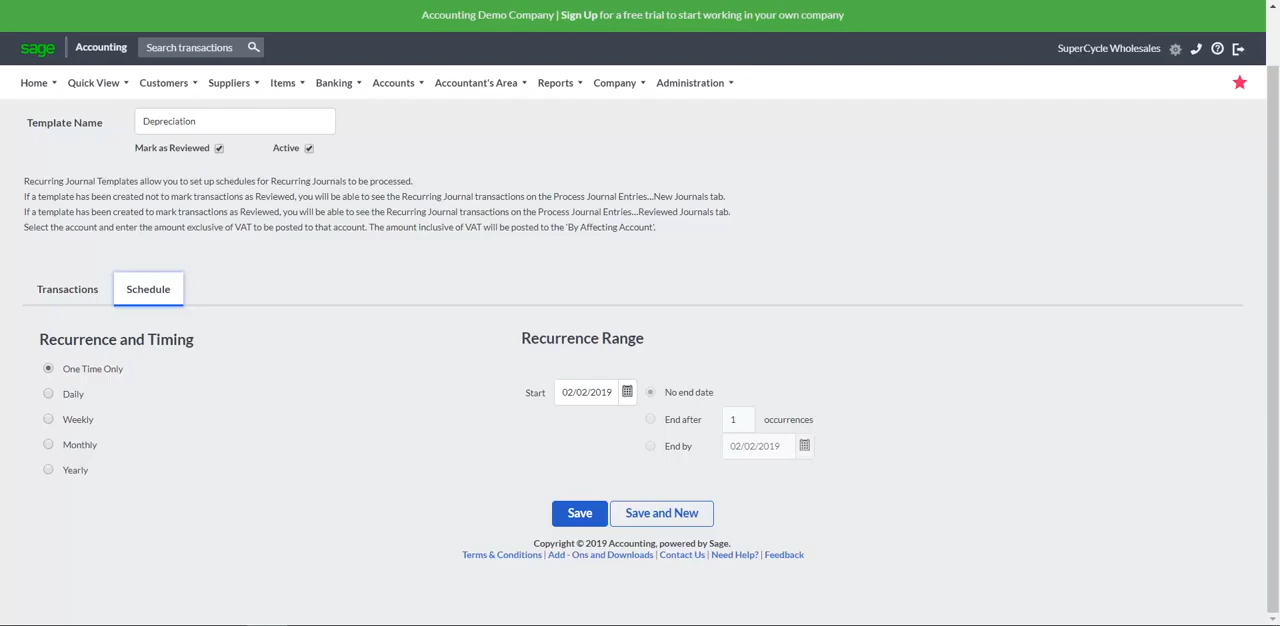 Accounting Demo Company | Sign Up for a free trial to start working in your own company
sage Accounting Search transactions SuperCycle Wholesales
Home Quick View Customers Suppliers Items Banking Accounts Accountant's Area Reports Company Administration
Template Name Depreciation
Mark as Reviewed Active
Recurring Journal Templates allow you to set up schedules for Recurring Journals to be processed.
If a template has been created not to mark transactions as Reviewed, you will be able to see the Recurring Journal transactions on the Process Journal Entries...New Journals tab.
If a template has been created to mark transactions as Reviewed, you will be able to see the Recurring Journal transactions on the Process Journal Entries...Reviewed Journals tab.
Select the account and enter the amount exclusive of VAT to be posted to that account. The amount inclusive of VAT will be posted to the 'By Affecting Account'.
Transactions Schedule
Recurrence and Timing
One Time Only
Daily
Weekly
Monthly
Yearly
Recurrence Range
Start 02/02/2019 No end date
End after 1 occurrences
End by 02/02/2019
Save Save and New
Copyright © 2019 Accounting, powered by Sage.
Terms & Conditions | Add - Ons and Downloads | Contact Us | Need Help? | Feedback